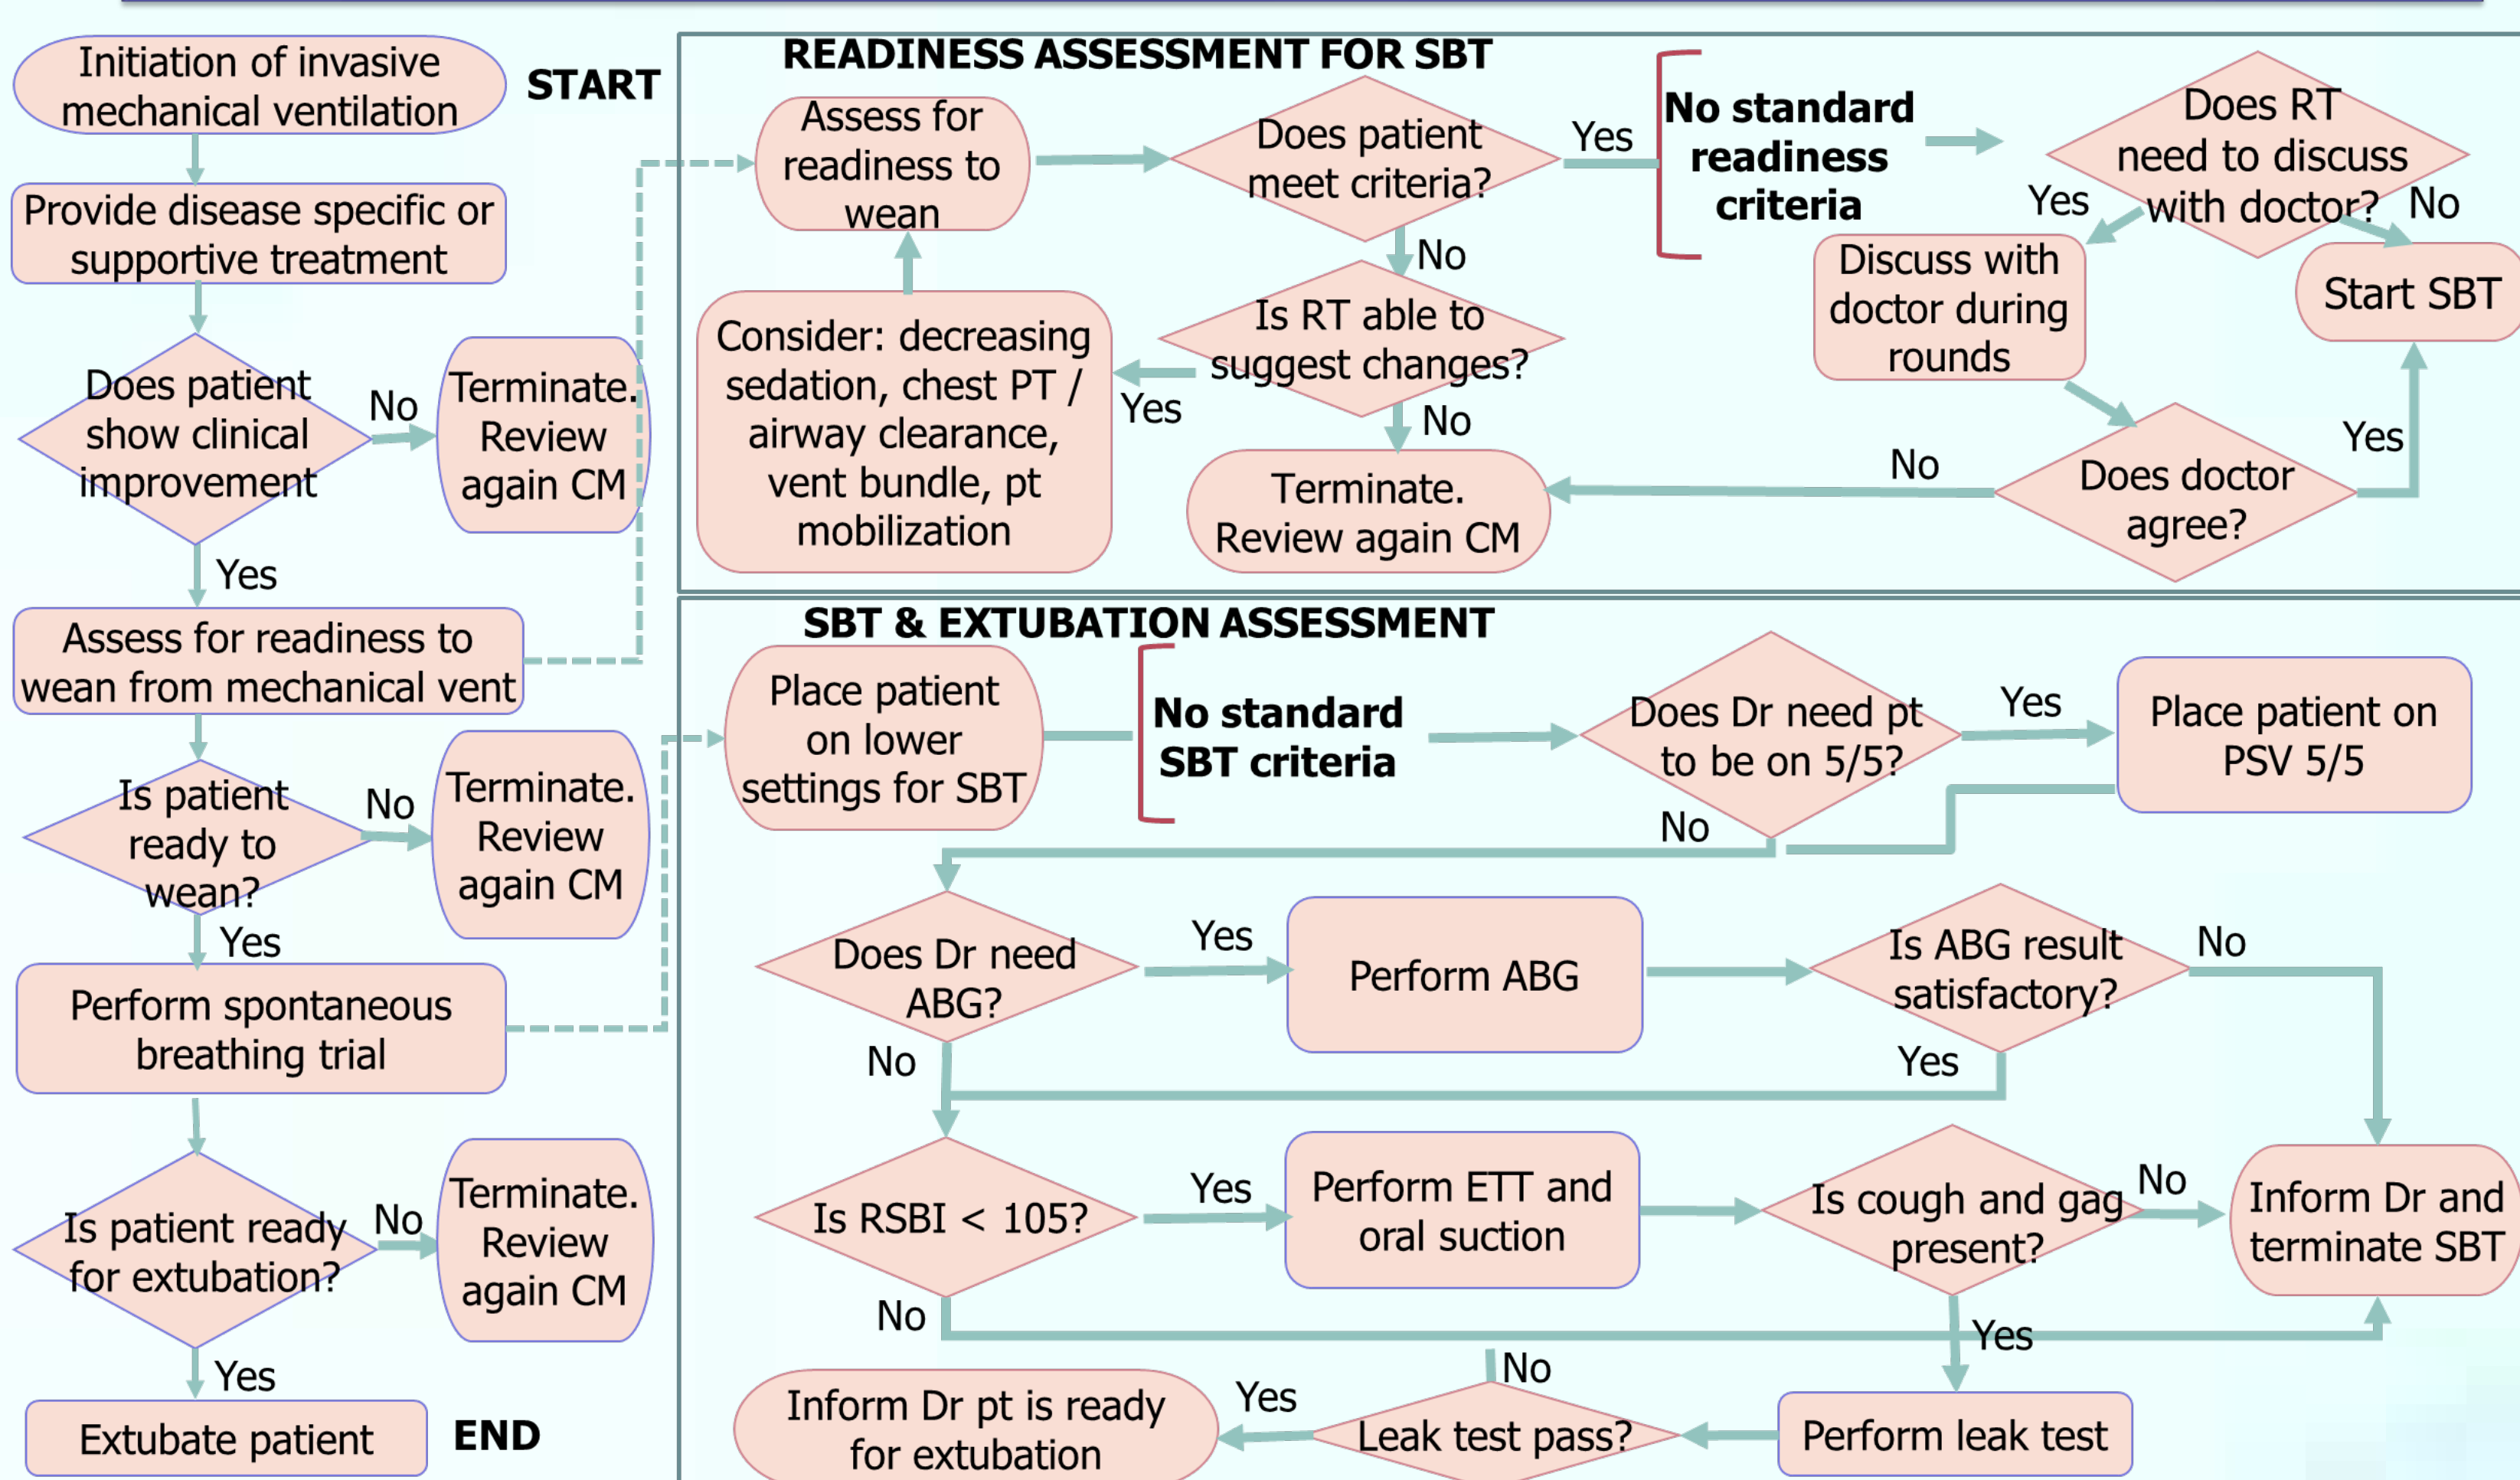 Initiation of invasive
mechanical ventilation
START
Provide disease specific or
supportive treatment
Does patient
show clinical
improvement
No
Terminate.
Review
again CM
Yes
Assess for readiness to
wean from mechanical vent
Is patient
ready to
wean?
No
Terminate.
Review
again CM
Yes
Perform spontaneous
breathing trial
Is patient ready
for extubation?
No
Terminate.
Review
again CM
Yes
Extubate patient
END
READINESS ASSESSMENT FOR SBT
Assess for
readiness to
wean
Does patient
meet criteria?
Yes
No standard
readiness
criteria
Does RT
need to discuss
with doctor?
Yes
No
Discuss with
doctor during
rounds
Start SBT
No
Is RT able to
suggest changes?
Yes
Consider: decreasing
sedation, chest PT /
airway clearance,
vent bundle, pt
mobilization
No
Terminate.
Review again CM
No
Does doctor
agree?
Yes
SBT & EXTUBATION ASSESSMENT
Place patient
on lower
settings for SBT
No standard
SBT criteria
Does Dr need pt
to be on 5/5?
Yes
Place patient on
PSV 5/5
No
Does Dr need
ABG?
Yes
Perform ABG
Is ABG result
satisfactory?
No
No
Yes
Is RSBI < 105?
Yes
Perform ETT and
oral suction
Is cough and gag
present?
No
Inform Dr and
terminate SBT
No
Yes
Inform Dr pt is ready
for extubation
Yes
No
Leak test pass?
Perform leak test